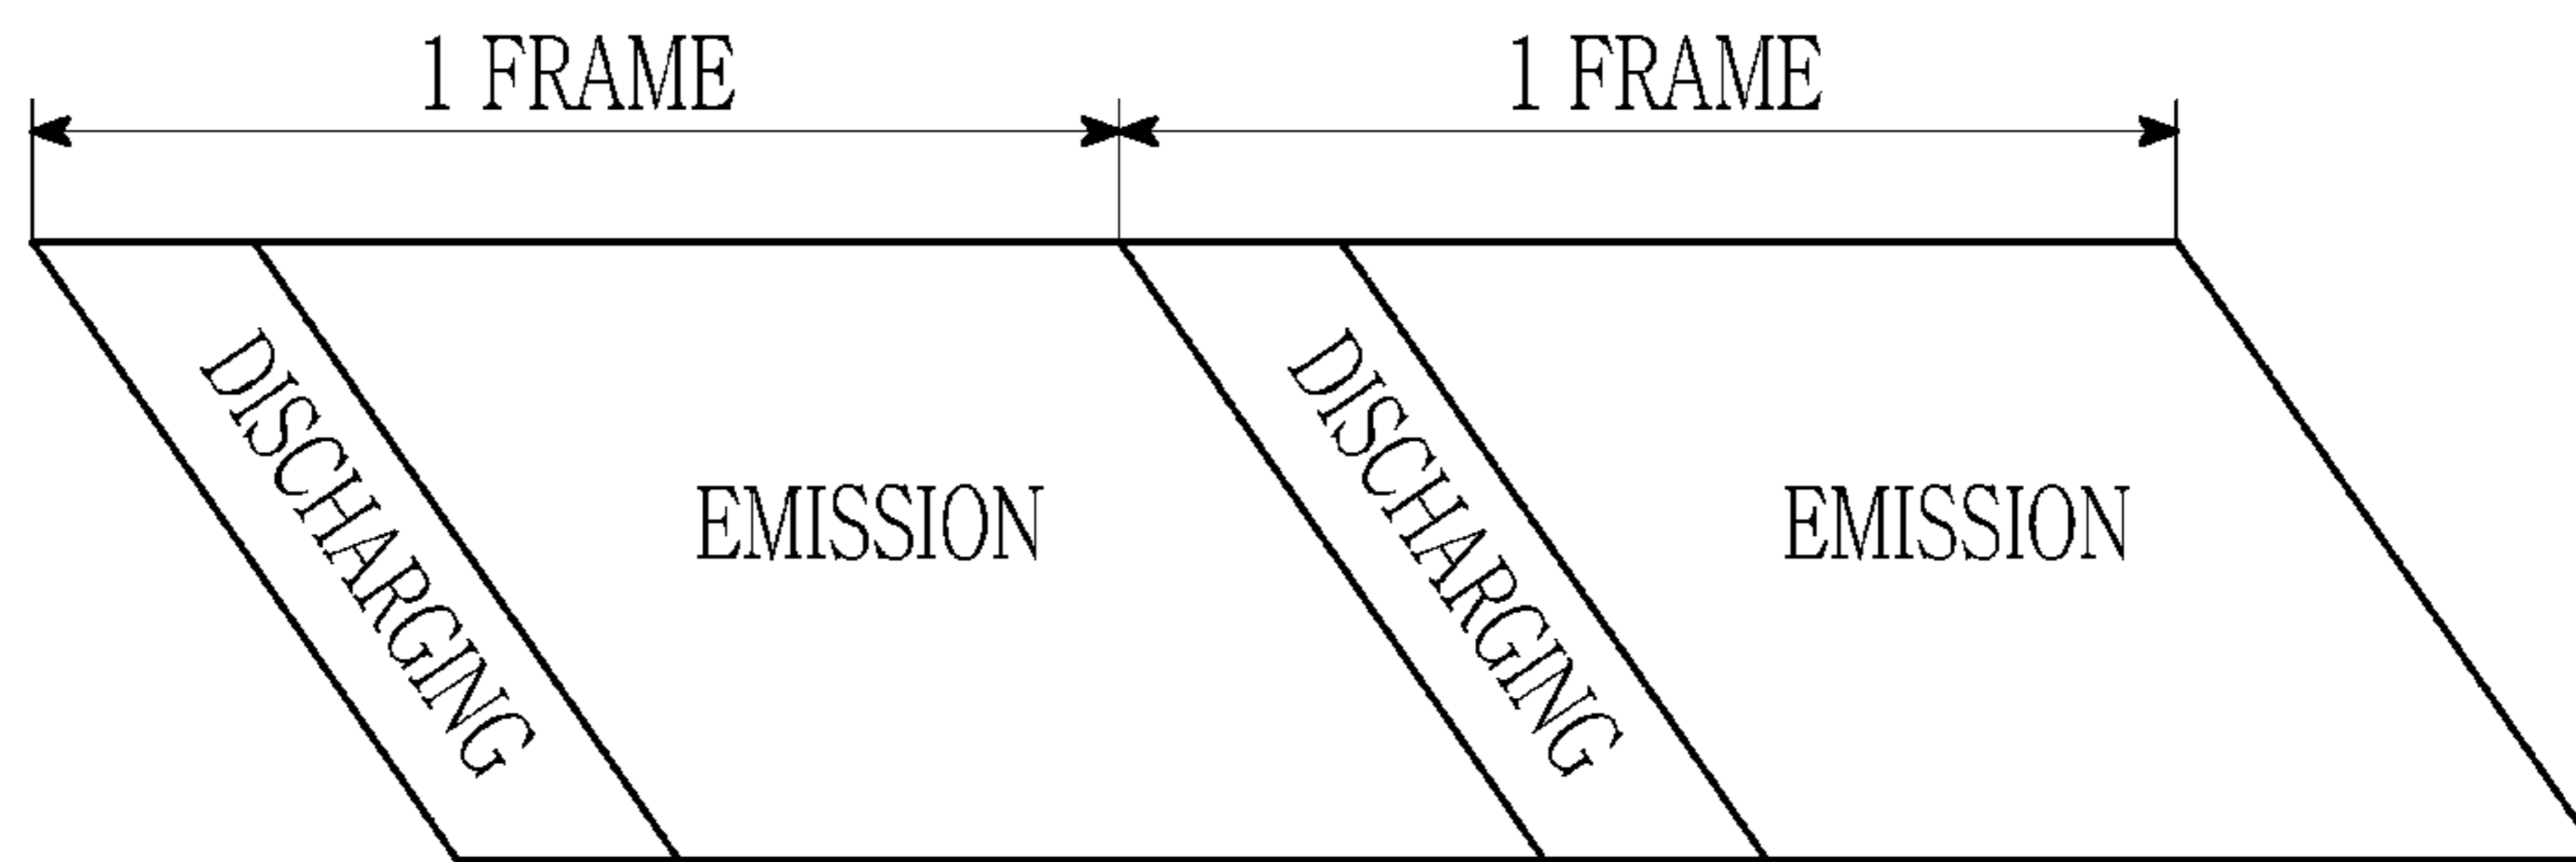 1 FRAME
1 FRAME
DISCHARGING
EMISSION
DISCHARGING
EMISSION